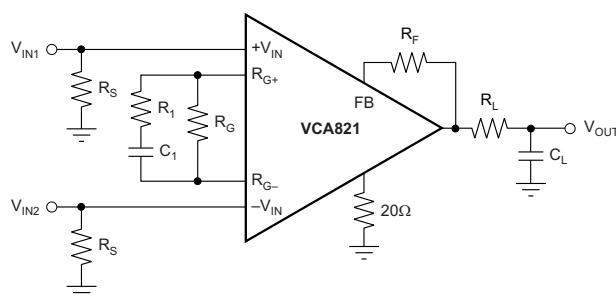 V_IN1
+V_IN
R_F
R_S
R_G+
R_1
R_G
FB
R_L
V_OUT
VCA821
C_1
C_L
R_G−
V_IN2
−V_IN
20Ω
R_S